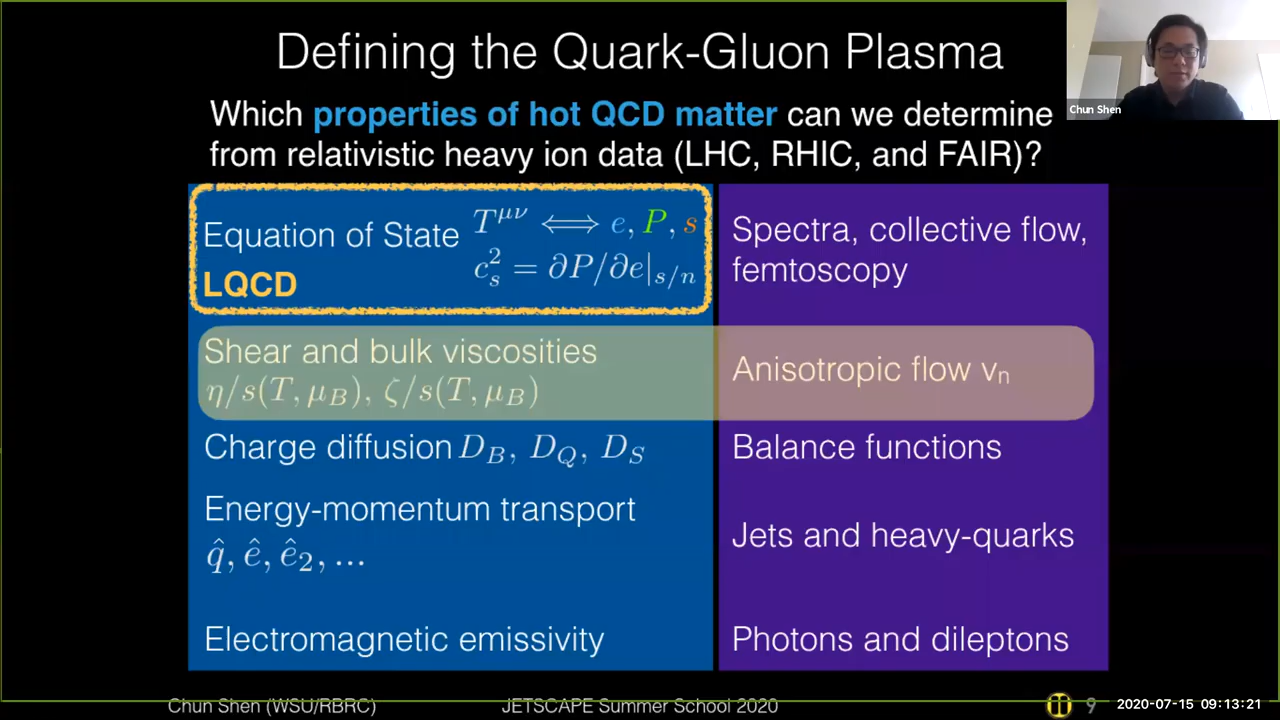 Defining the Quark-Gluon Plasma
Which properties of hot QCD matter can we determine
from relativistic heavy ion data (LHC, RHIC, and FAIR)?
Chun Shen
Equation of State
T^{μν} ⟺ e, P, s
c_s^2 = ∂P/∂e|_{s/n}
LQCD
Spectra, collective flow,
femtoscopy
Shear and bulk viscosities
η/s(T, μ_B), ζ/s(T, μ_B)
Anisotropic flow v_n
Charge diffusion D_B, D_Q, D_S
Balance functions
Energy-momentum transport
q̂, ê, ê_2, ...
Jets and heavy-quarks
Electromagnetic emissivity
Photons and dileptons
Chun Shen (WSU/RBRC)
JETSCAPE Summer School 2020
9
2020-07-15 09:13:21